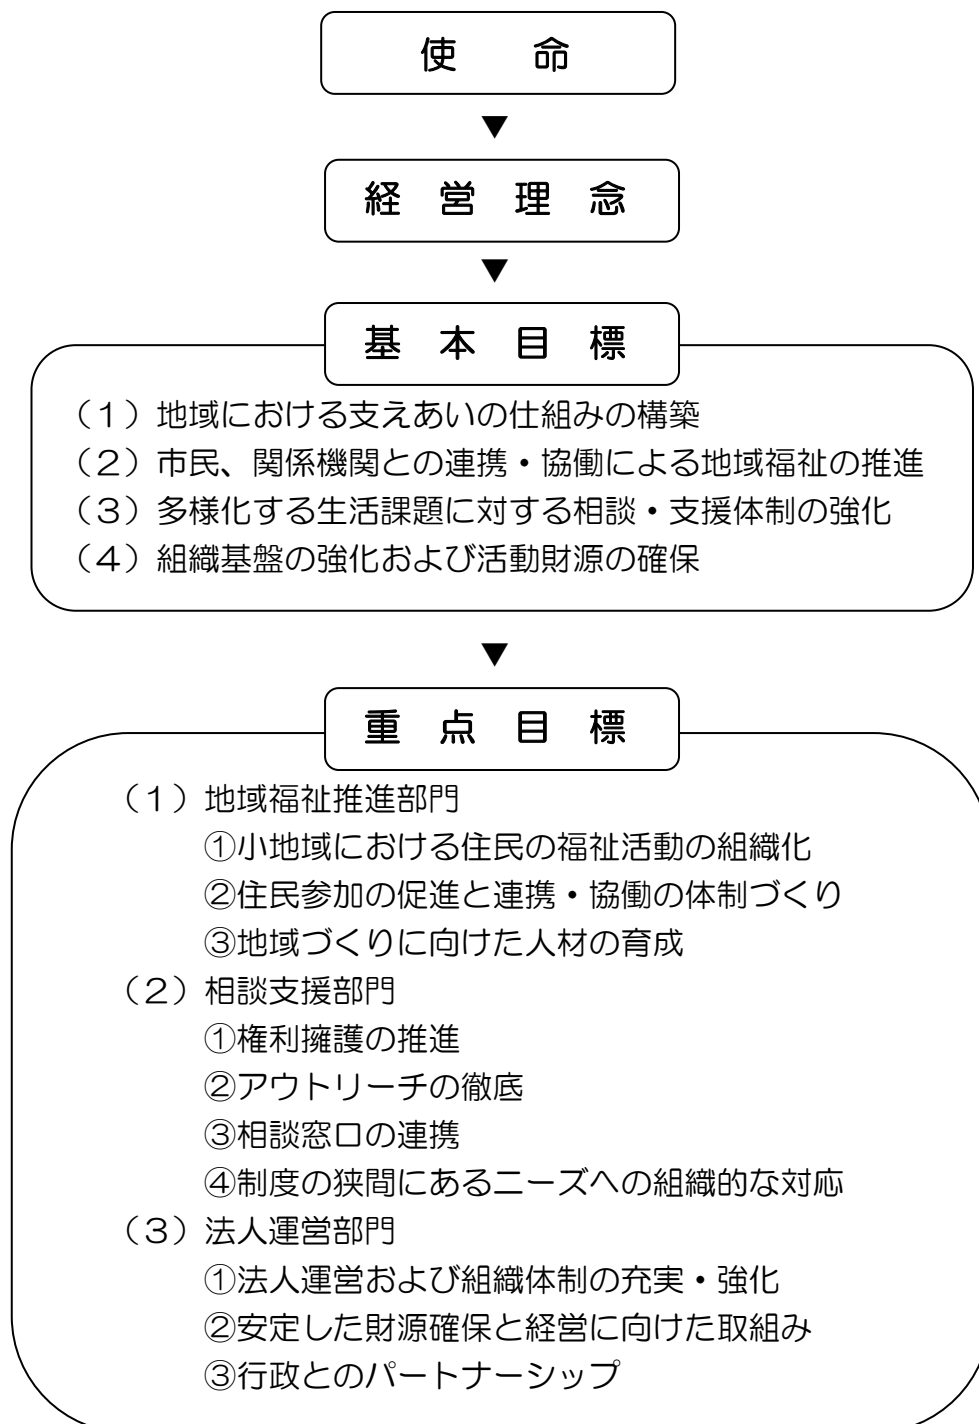 使　命
▼
経　営　理　念
▼
基　本　目　標
（１）地域における支えあいの仕組みの構築
（２）市民、関係機関との連携・協働による地域福祉の推進
（３）多様化する生活課題に対する相談・支援体制の強化
（４）組織基盤の強化および活動財源の確保
▼
重　点　目　標
（１）地域福祉推進部門
①小地域における住民の福祉活動の組織化
②住民参加の促進と連携・協働の体制づくり
③地域づくりに向けた人材の育成
（２）相談支援部門
①権利擁護の推進
②アウトリーチの徹底
③相談窓口の連携
④制度の狭間にあるニーズへの組織的な対応
（３）法人運営部門
①法人運営および組織体制の充実・強化
②安定した財源確保と経営に向けた取組み
③行政とのパートナーシップ